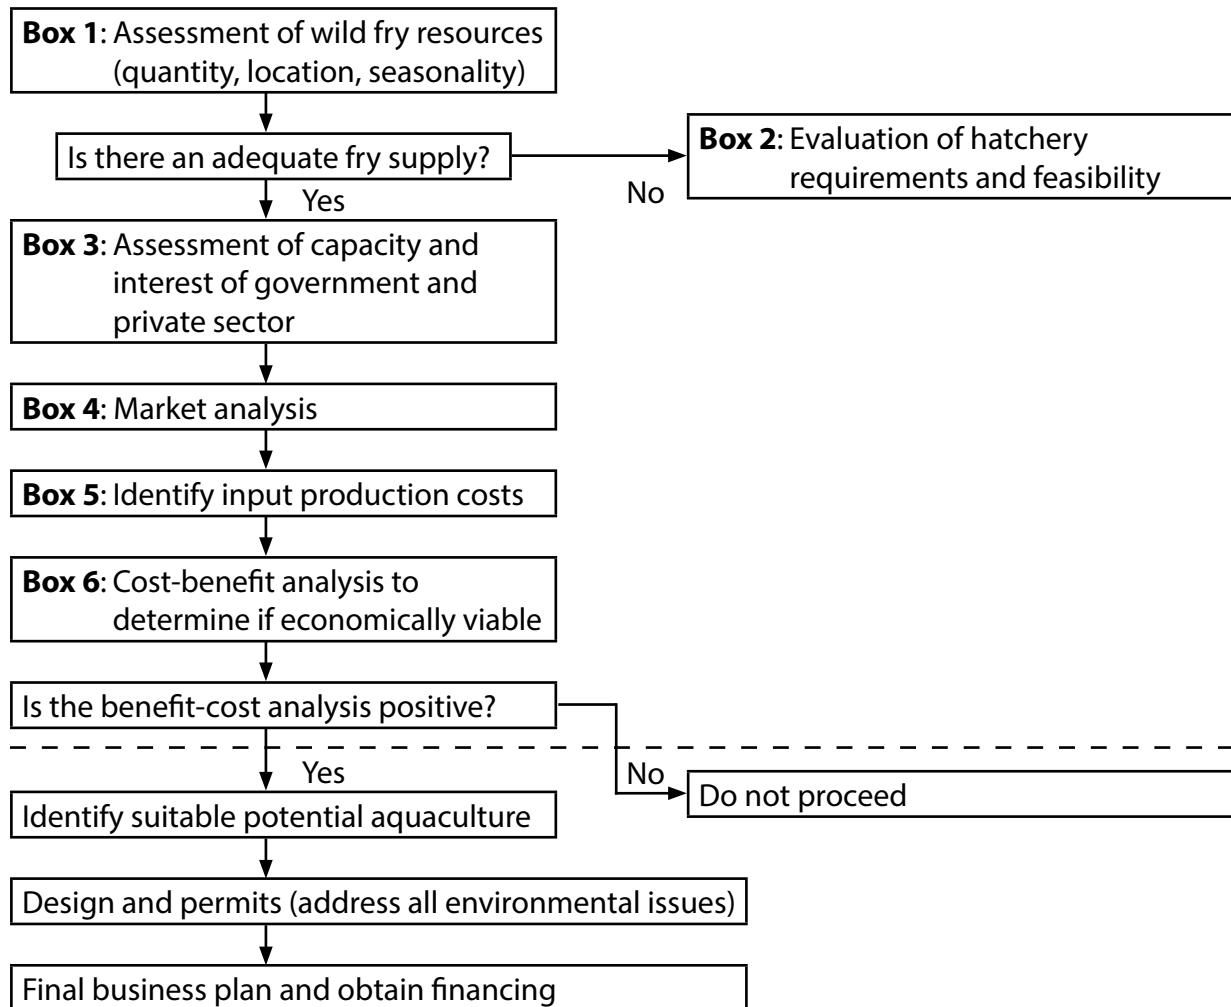 Box 1: Assessment of wild fry resources
(quantity, location, seasonality)
Is there an adequate fry supply?
Box 2: Evaluation of hatchery
requirements and feasibility
Yes
No
Box 3: Assessment of capacity and
interest of government and
private sector
Box 4: Market analysis
Box 5: Identify input production costs
Box 6: Cost-benefit analysis to
determine if economically viable
Is the benefit-cost analysis positive?
Yes
No
Do not proceed
Identify suitable potential aquaculture
Design and permits (address all environmental issues)
Final business plan and obtain financing